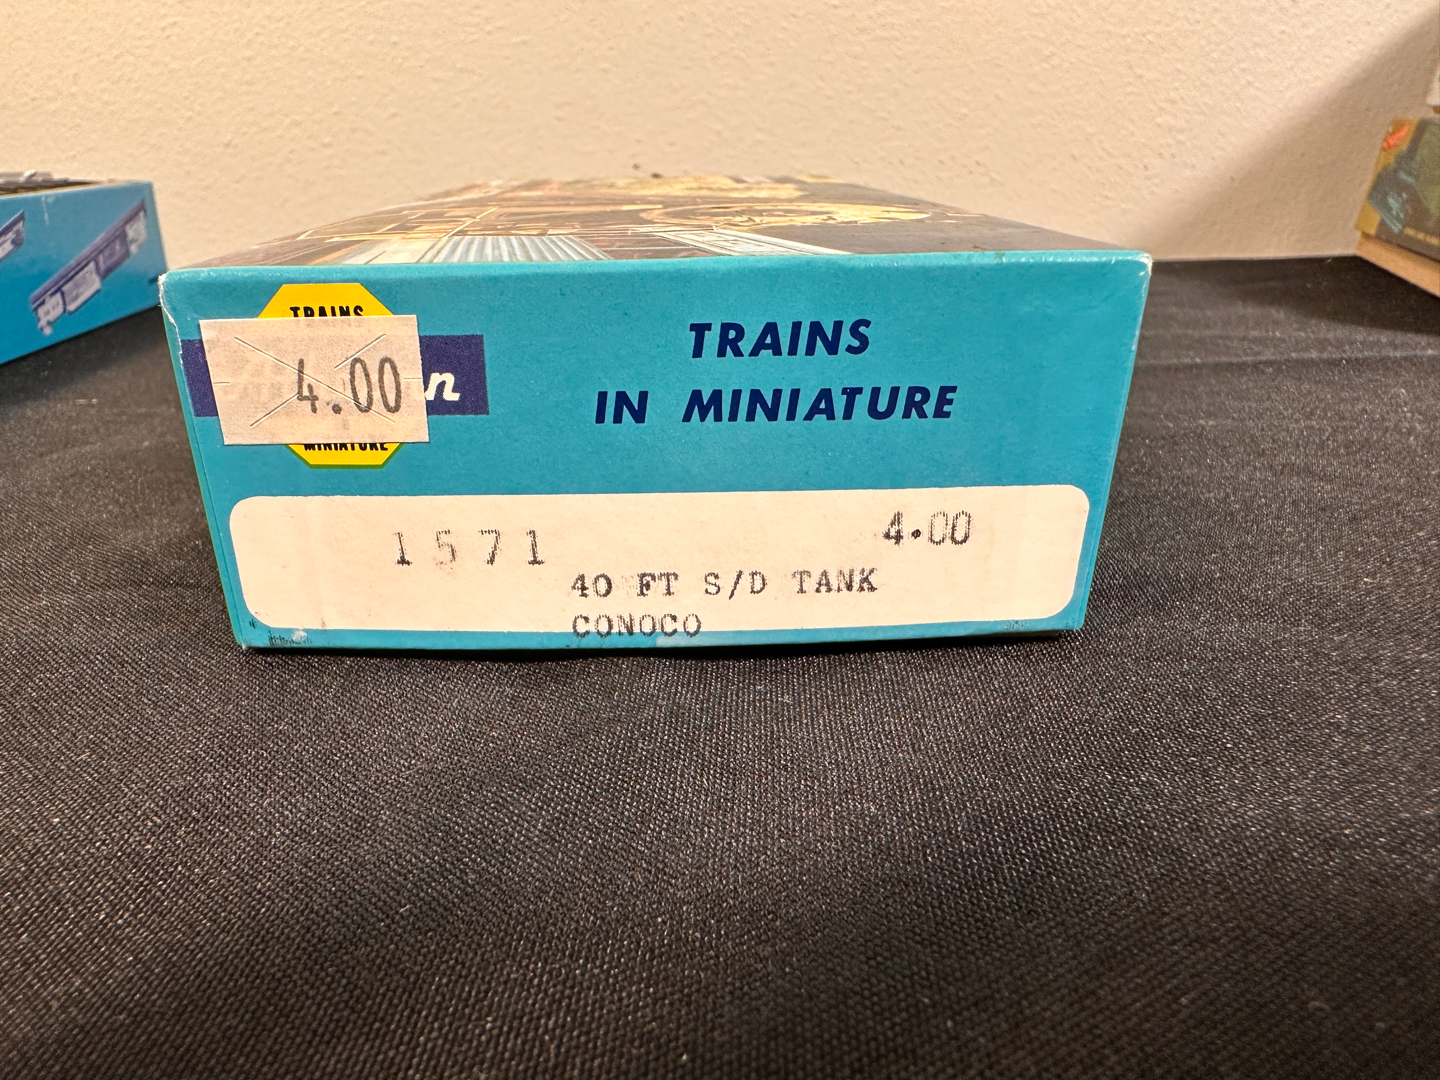 TRAINS
4.00
n
MINIATURE
TRAINS
IN MINIATURE
1571 4.00
40 FT S/D TANK
CONOCO